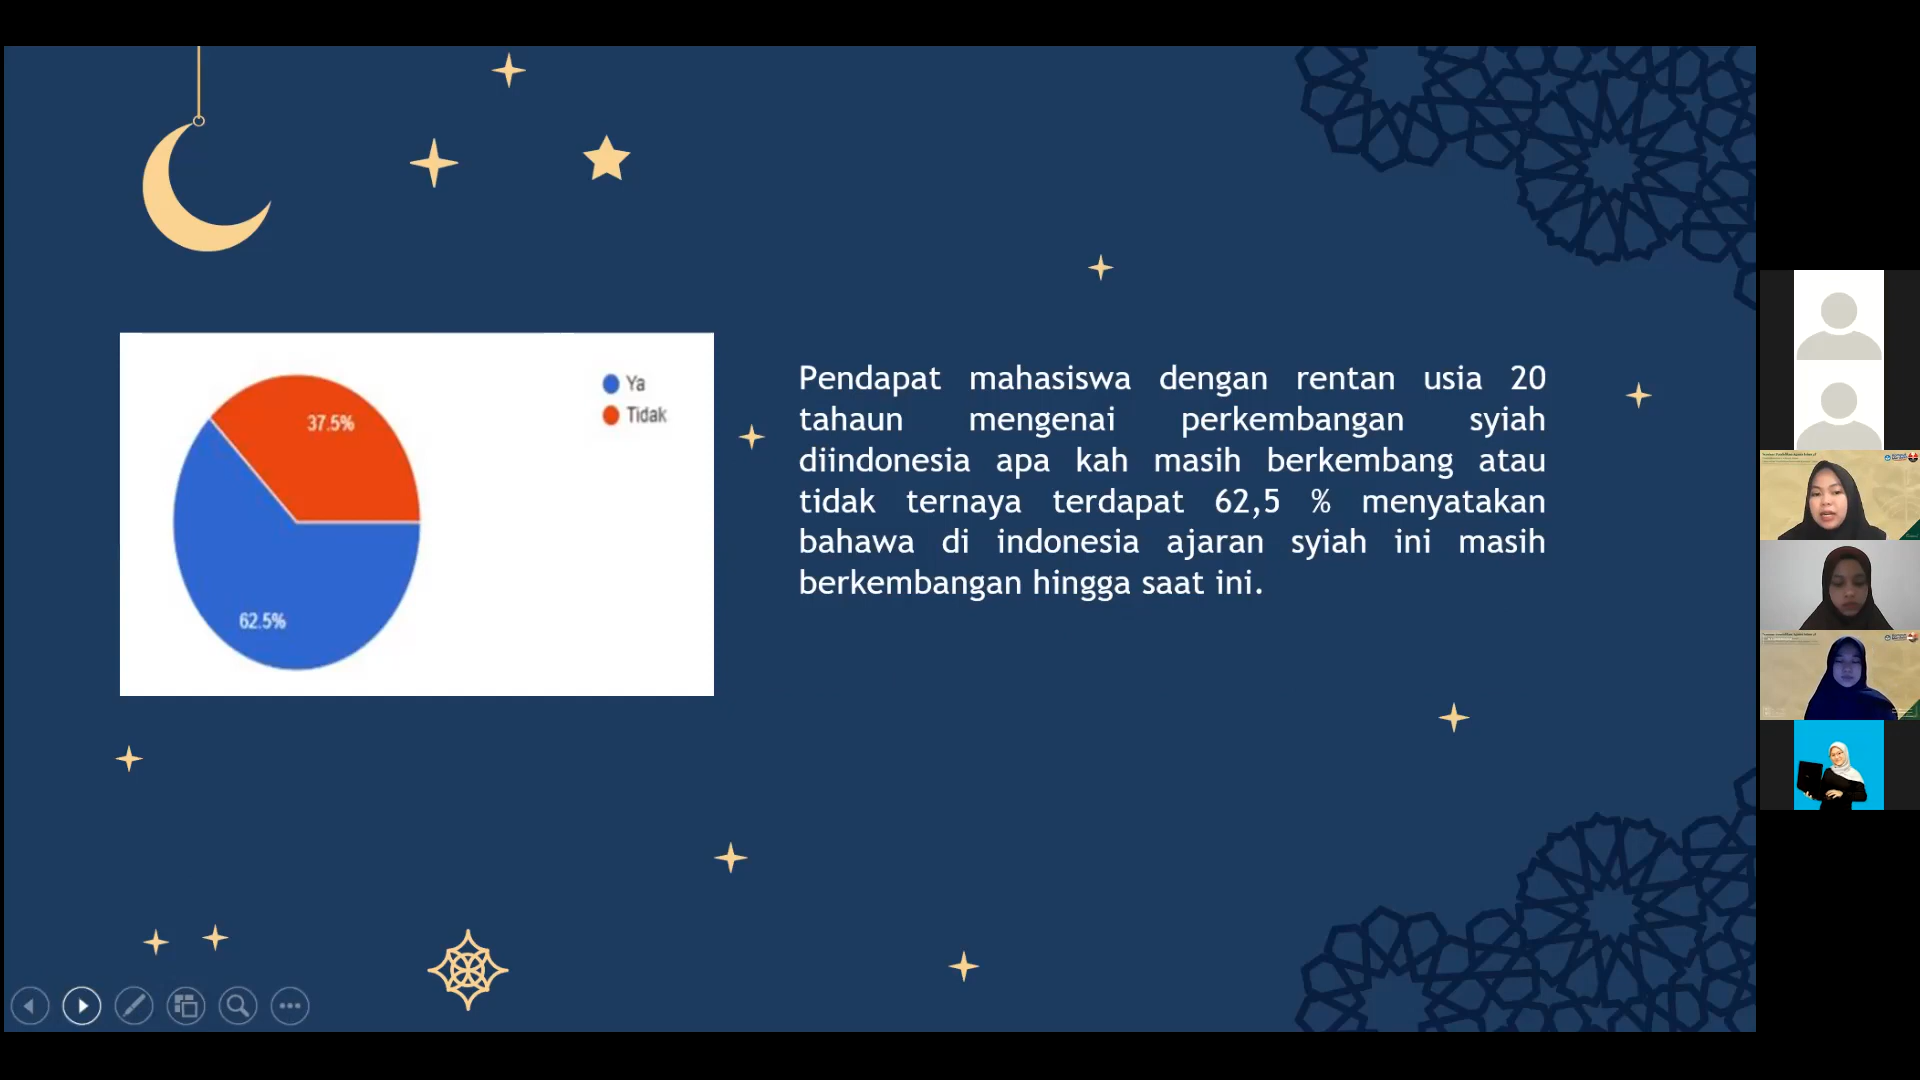 37.5%
62.5%
Ya
Tidak
Pendapat mahasiswa dengan rentan usia 20
tahaun mengenai perkembangan syiah
diindonesia apa kah masih berkembang atau
tidak ternaya terdapat 62,5 % menyatakan
bahawa di indonesia ajaran syiah ini masih
berkembangan hingga saat ini.